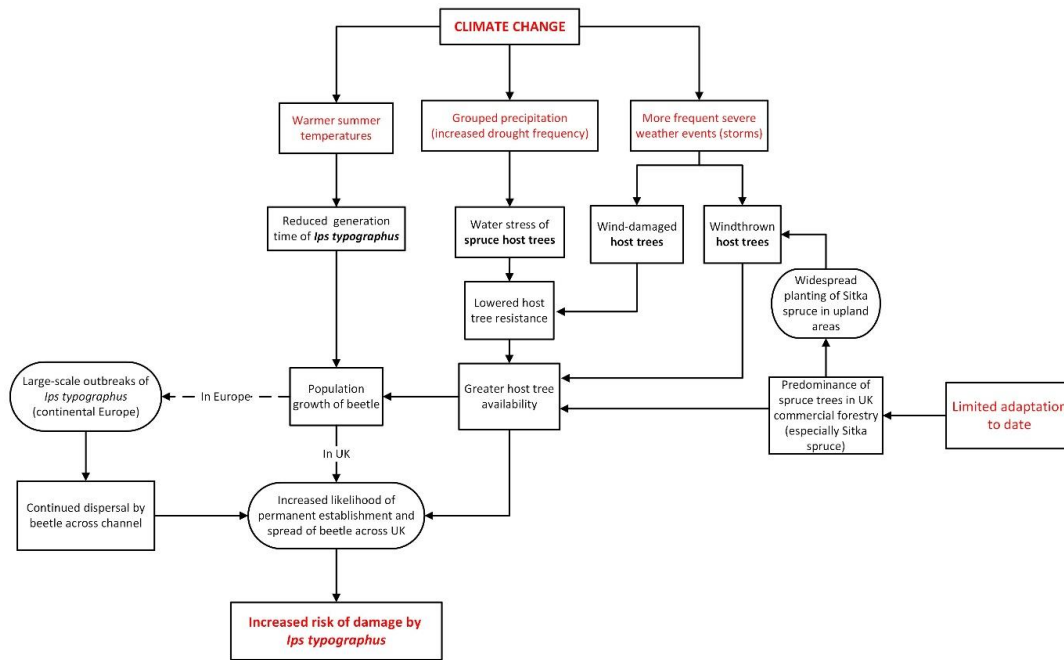 CLIMATE CHANGE
Warmer summer
temperatures
Grouped precipitation
(increased drought frequency)
More frequent severe
weather events (storms)
Reduced generation
time of Ips typographus
Water stress of
spruce host trees
Wind-damaged
host trees
Windthrown
host trees
Widespread
planting of Sitka
spruce in upland
areas
Lowered host
tree resistance
Large-scale outbreaks of
Ips typographus
(continental Europe)
In Europe
Population
growth of beetle
Greater host tree
availability
Predominance of
spruce trees in UK
commercial forestry
(especially Sitka
spruce)
Limited adaptation
to date
In UK
Continued dispersal by
beetle across channel
Increased likelihood of
permanent establishment and
spread of beetle across UK
Increased risk of damage by
Ips typographus